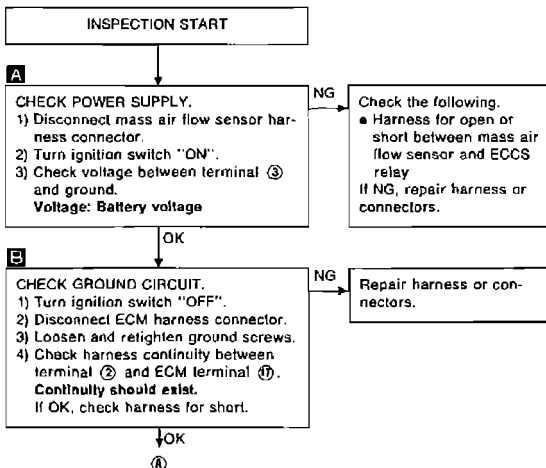 INSPECTION START
A
CHECK POWER SUPPLY.
1) Disconnect mass air flow sensor har-
ness connector.
2) Turn ignition switch "ON".
3) Check voltage between terminal ③
and ground.
Voltage: Battery voltage
NG
Check the following.
● Harness for open or
short between mass air
flow sensor and ECCS
relay
If NG, repair harness or
connectors.
OK
B
CHECK GROUND CIRCUIT.
1) Turn ignition switch "OFF".
2) Disconnect ECM harness connector.
3) Loosen and retighten ground screws.
4) Check harness continuity between
terminal ② and ECM terminal ⑰.
Continuity should exist.
If OK, check harness for short.
NG
Repair harness or con-
nectors.
OK
Ⓐ